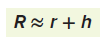 R ≈ r + h